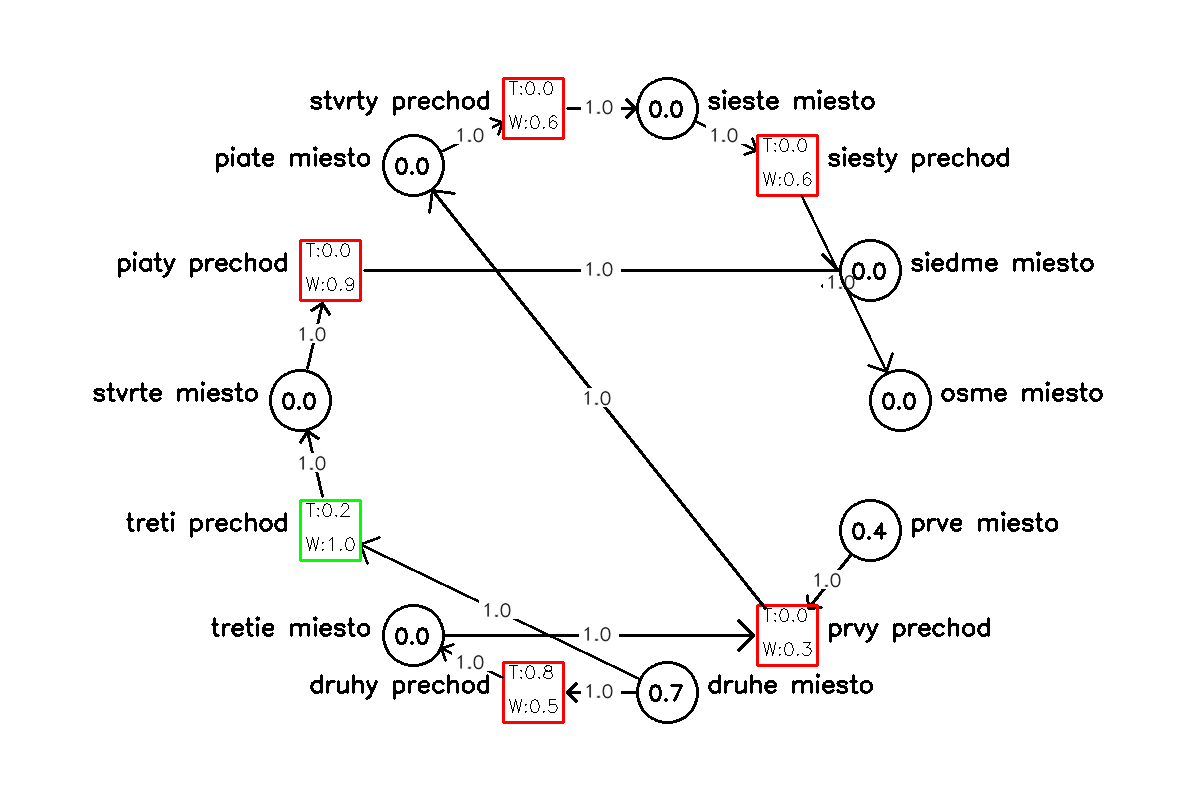 stvrty prechod
T:0.0
W:0.6
1.0
0.0
sieste miesto
1.0
1.0
piate miesto
0.0
T:0.0
W:0.6
siesty prechod
piaty prechod
T:0.0
W:0.9
1.0
0.0
siedme miesto
1.0
1.0
stvrte miesto
0.0
1.0
0.0
osme miesto
1.0
treti prechod
T:0.2
W:1.0
0.4
prve miesto
1.0
1.0
tretie miesto
0.0
1.0
T:0.0
W:0.3
prvy prechod
1.0
druhy prechod
T:0.8
W:0.5
1.0
0.7
druhe miesto